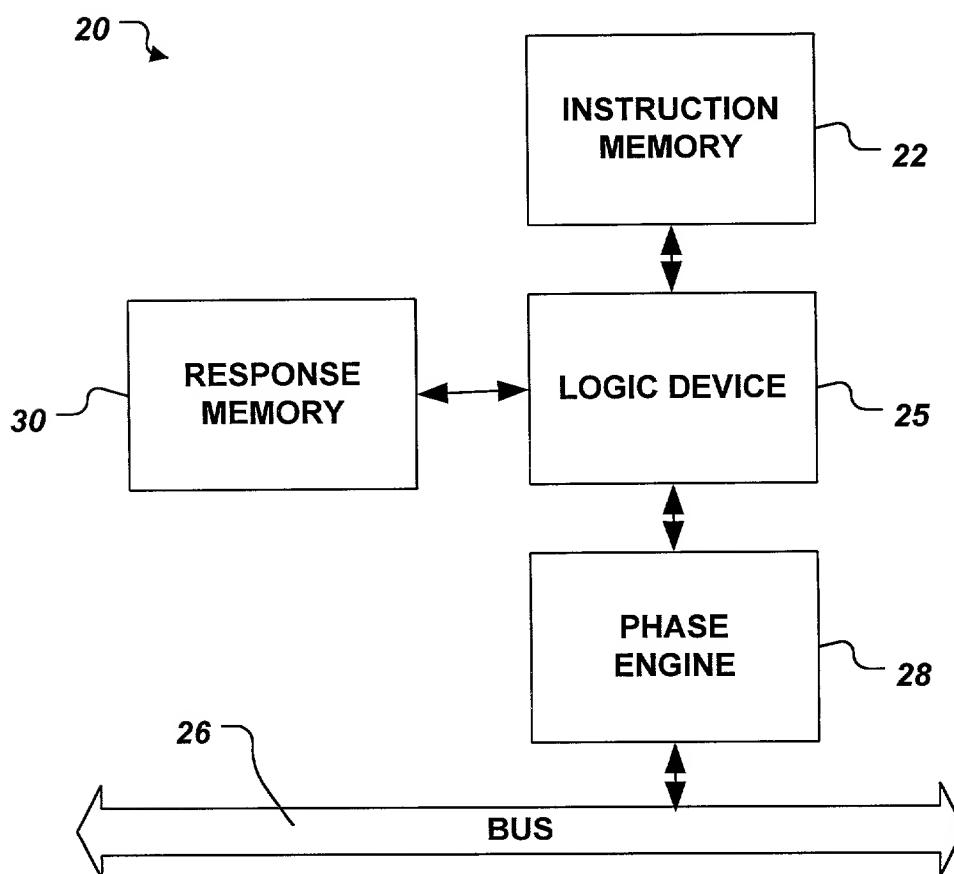 20
INSTRUCTION
MEMORY
22
RESPONSE
MEMORY
30
LOGIC DEVICE
25
PHASE
ENGINE
28
26
BUS